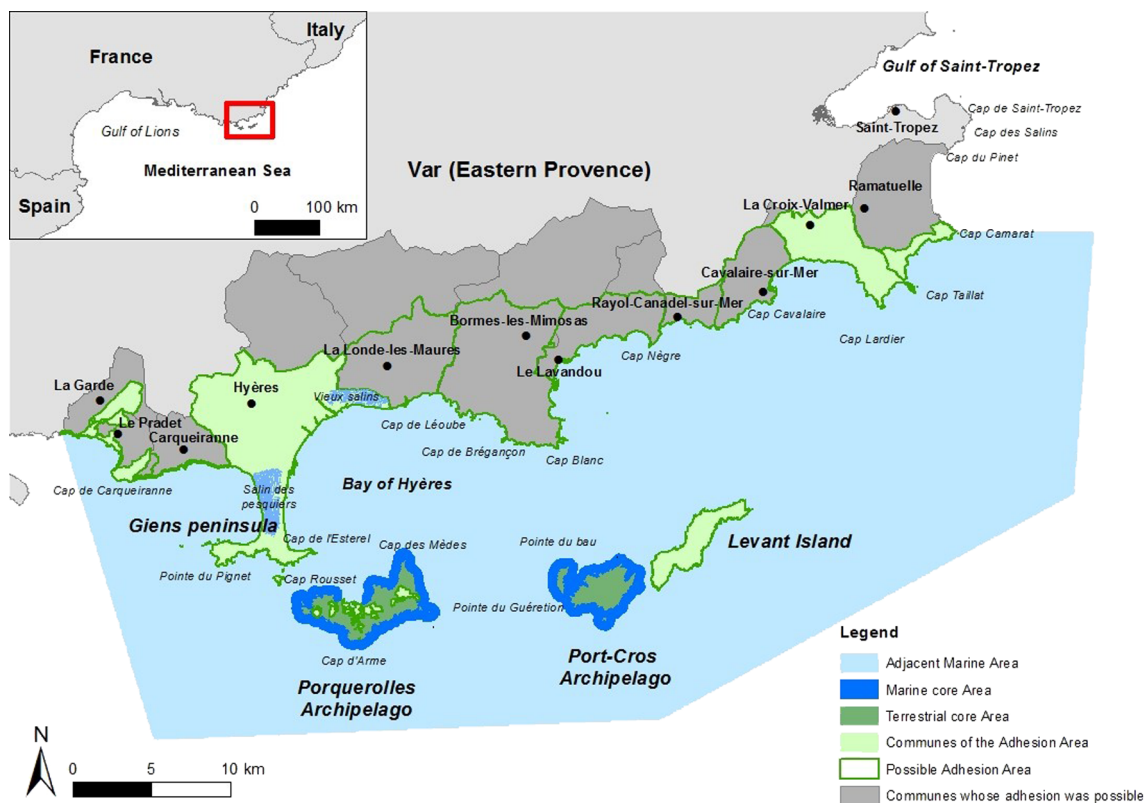 Italy
France
Gulf of Lions
Mediterranean Sea
Spain
0 100 km
Gulf of Saint-Tropez
Cap de Saint-Tropez
Saint-Tropez
Cap des Salins
Cap du Pinet
Var (Eastern Provence)
Ramatuelle
La Croix-Valmer
Cap Camarat
Cavalaire-sur-Mer
Cap Taillat
Rayol-Canadel-sur-Mer
Cap Cavalaire
Bormes-les-Mimosas
Cap Lardier
La Londe-les-Maures
Cap Nègre
Le Lavandou
La Garde
Hyères
Vieux salins
Le Pradet
Cap de Léoube
Carqueiranne
Cap de Brégançon
Cap Blanc
Cap de Carqueiranne
Salin des
pesquiers
Bay of Hyères
Giens peninsula
Cap de l'Esterel
Cap des Mèdes
Pointe du bau
Levant Island
Pointe du Pignet
Cap Rousset
Pointe du Guéretion
Cap d'Arme
Port-Cros
Archipelago
Porquerolles
Archipelago
Legend
Adjacent Marine Area
Marine core Area
Terrestrial core Area
Communes of the Adhesion Area
Possible Adhesion Area
Communes whose adhesion was possible
N
0 5 10 km